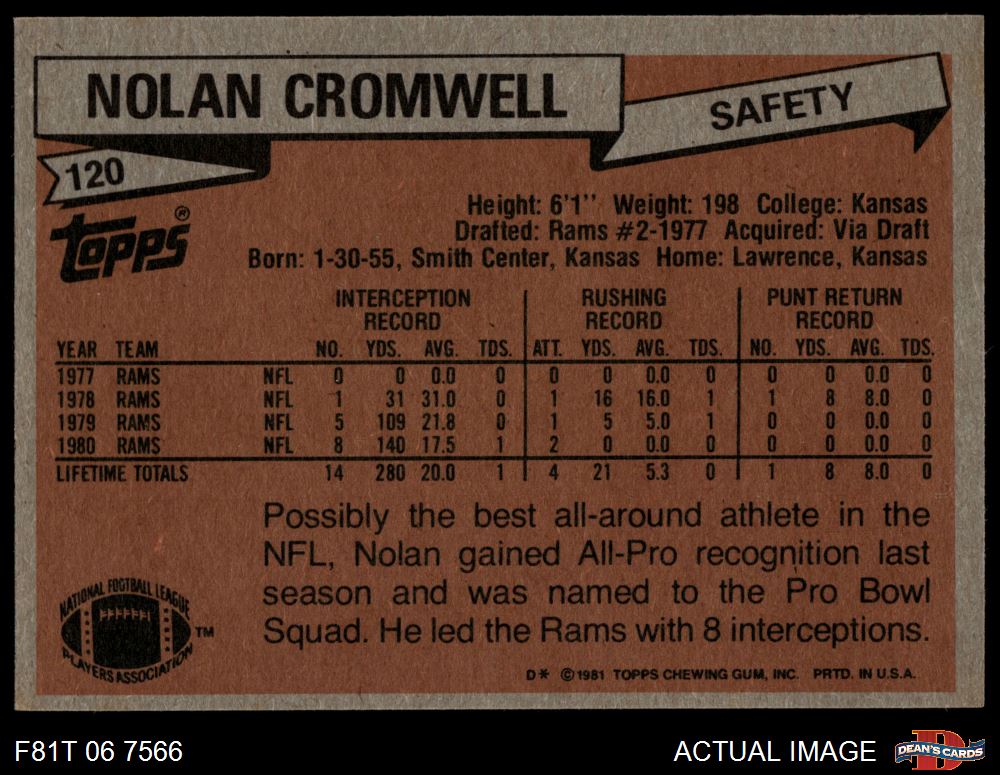 NOLAN CROMWELL
SAFETY
120
topps®
Height: 6'1'' Weight: 198 College: Kansas
Drafted: Rams #2-1977 Acquired: Via Draft
Born: 1-30-55, Smith Center, Kansas Home: Lawrence, Kansas
INTERCEPTION RECORD RUSHING RECORD PUNT RETURN RECORD
YEAR TEAM NO. YDS. AVG. TDS. ATT. YDS. AVG. TDS. NO. YDS. AVG. TDS.
1977 RAMS NFL 0 0 0.0 0 0 0 0.0 0 0 0 0.0 0
1978 RAMS NFL 1 31 31.0 0 1 16 16.0 1 1 8 8.0 0
1979 RAMS NFL 5 109 21.8 0 1 5 5.0 1 0 0 0.0 0
1980 RAMS NFL 8 140 17.5 1 2 0 0.0 0 0 0 0.0 0
LIFETIME TOTALS 14 280 20.0 1 4 21 5.3 0 1 8 8.0 0
Possibly the best all-around athlete in the
NFL, Nolan gained All-Pro recognition last
season and was named to the Pro Bowl
Squad. He led the Rams with 8 interceptions.
NATIONAL FOOTBALL LEAGUE
PLAYERS ASSOCIATION
TM
D* ©1981 TOPPS CHEWING GUM, INC. PRTD. IN U.S.A.
F81T 06 7566
ACTUAL IMAGE
D
DEAN'S CARDS